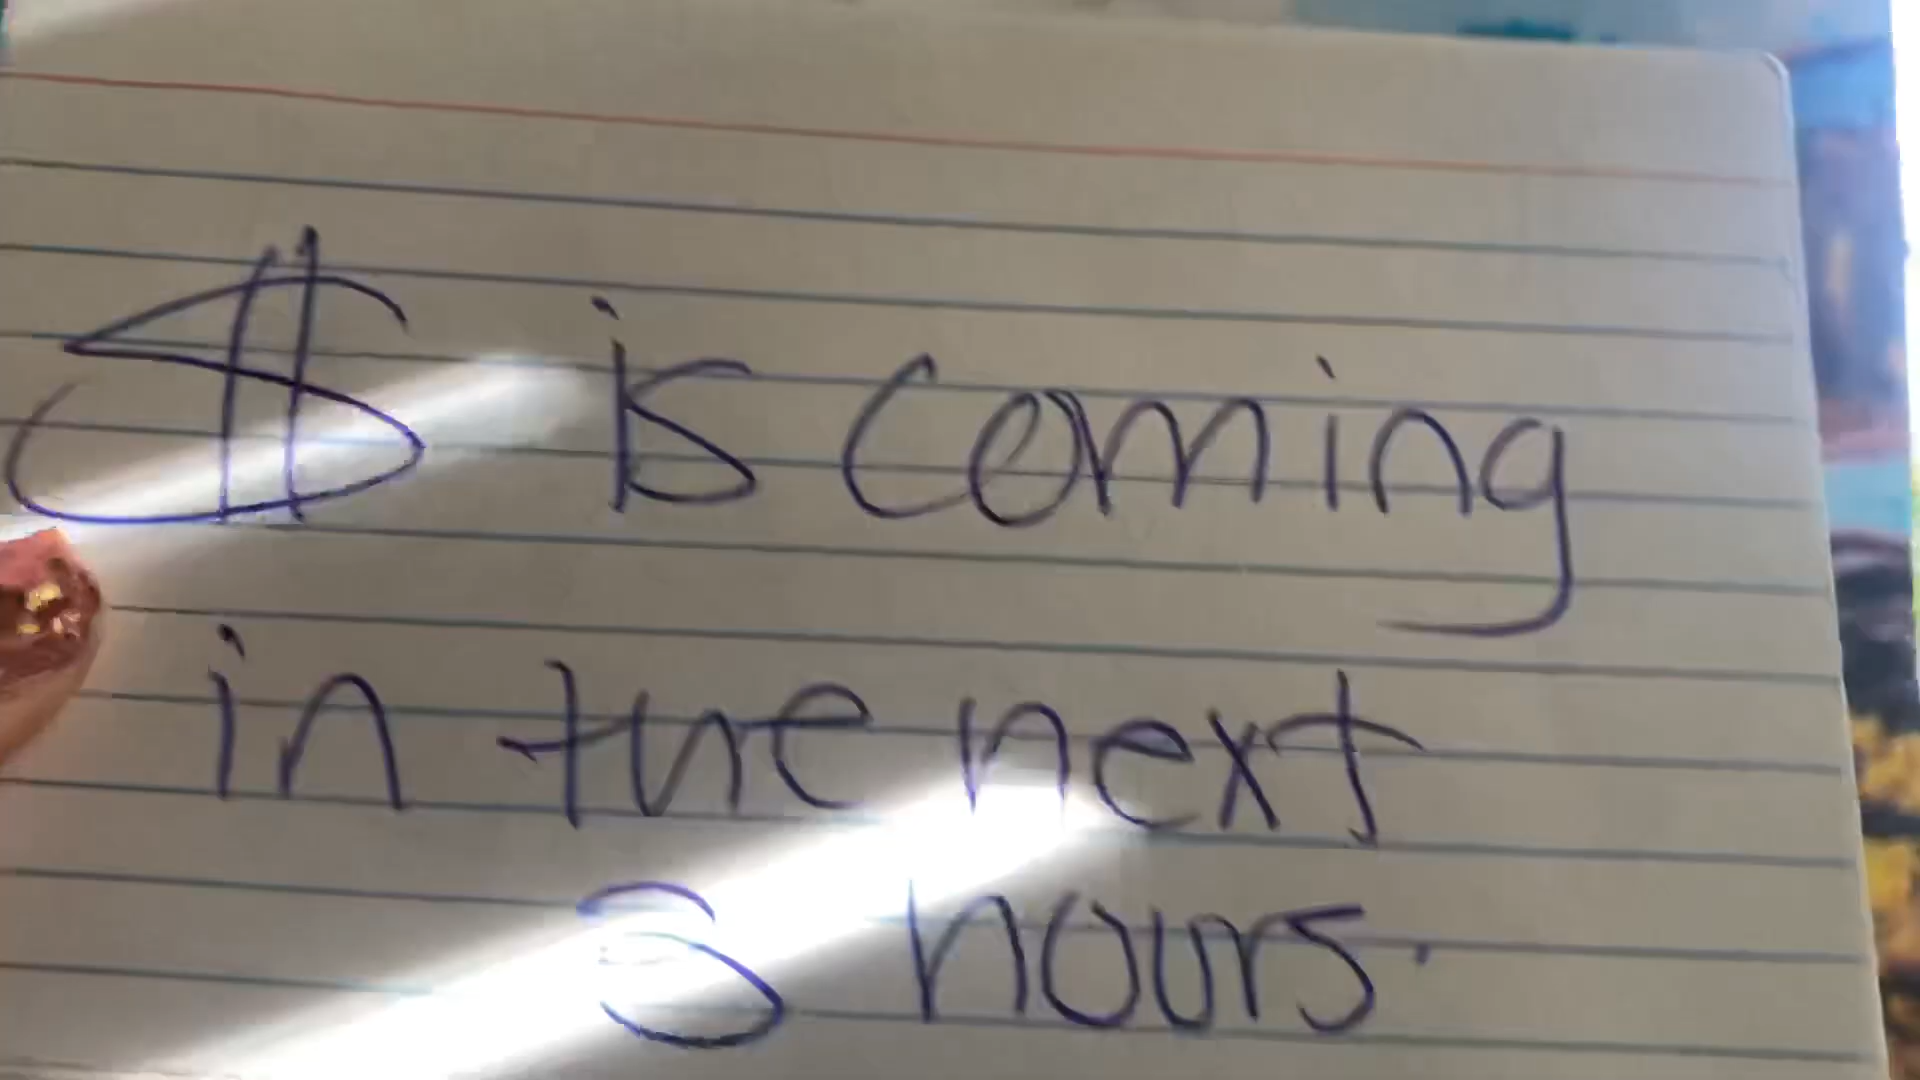 $ is coming
in the next
3 hours.